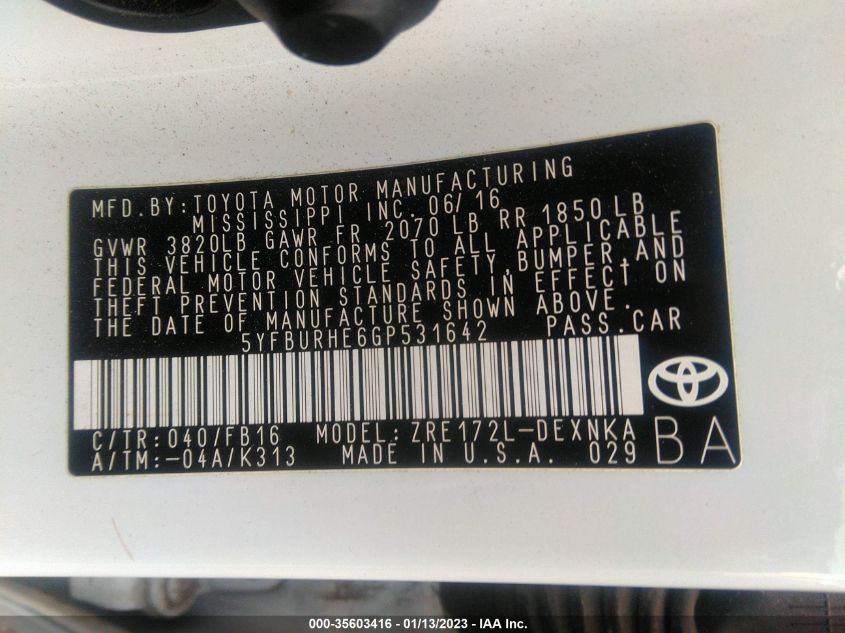 MFD.BY:TOYOTA MOTOR MANUFACTURING
MISSISSIPPI INC. 06/16
GVWR 3820LB GAWR FR 2070 LB RR 1850 LB
THIS VEHICLE CONFORMS TO ALL APPLICABLE
FEDERAL MOTOR VEHICLE SAFETY,BUMPER,AND
THEFT PREVENTION STANDARDS IN EFFECT ON
THE DATE OF MANUFACTURE SHOWN ABOVE.
5YFBURHE6GP531642 PASS.CAR
C/TR:040/FB16 MODEL:ZRE172L-DEXNKA
A/TM:-04A/K313 MADE IN U.S.A. 029
BA
000-35603416 - 01/13/2023 - IAA Inc.